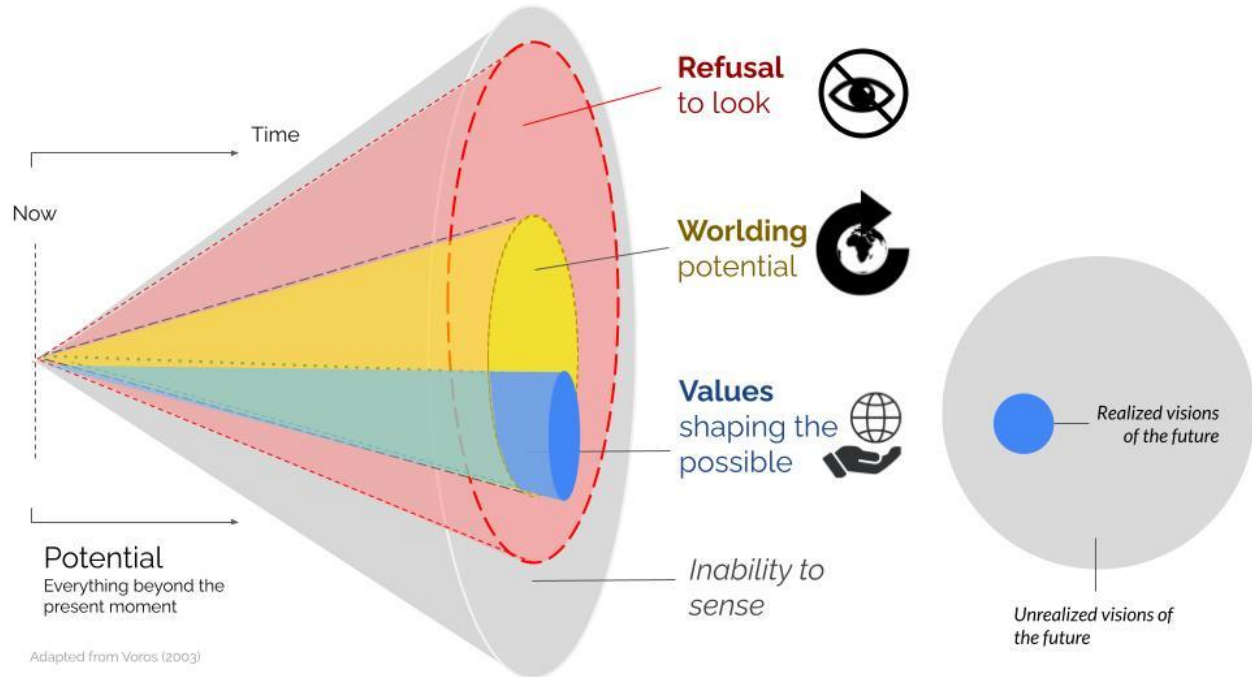 Time
Now
Potential
Everything beyond the
present moment
Adapted from Voros (2003)
Refusal
to look
Worlding
potential
Values
shaping the
possible
Inability to
sense
Realized visions
of the future
Unrealized visions of
the future